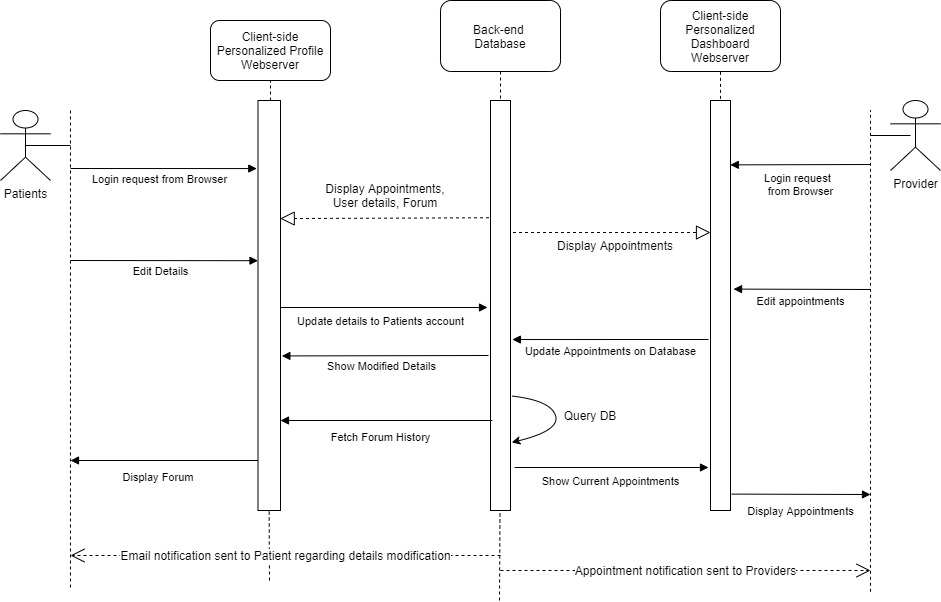 Client-side
Personalized Profile
Webserver
Back-end
Database
Client-side
Personalized
Dashboard
Webserver
Patients
Provider
Login request from Browser
Login request
from Browser
Display Appointments,
User details, Forum
Display Appointments
Edit Details
Edit appointments
Update details to Patients account
Update Appointments on Database
Show Modified Details
Query DB
Fetch Forum History
Display Forum
Show Current Appointments
Display Appointments
Email notification sent to Patient regarding details modification
Appointment notification sent to Providers